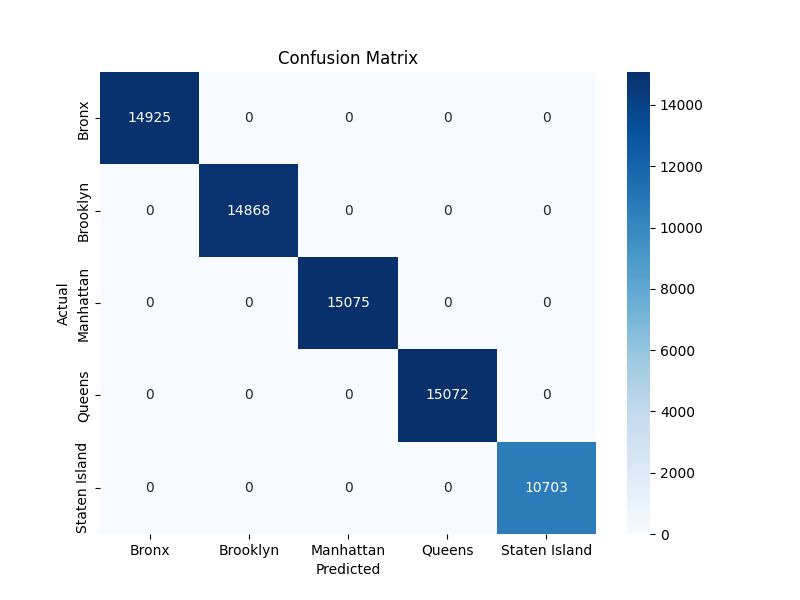 Confusion Matrix
Bronx 14925 0 0 0 0
Brooklyn 0 14868 0 0 0
Manhattan 0 0 15075 0 0
Queens 0 0 0 15072 0
Staten Island 0 0 0 0 10703
Actual
Bronx Brooklyn Manhattan Queens Staten Island
Predicted
14000
12000
10000
8000
6000
4000
2000
0